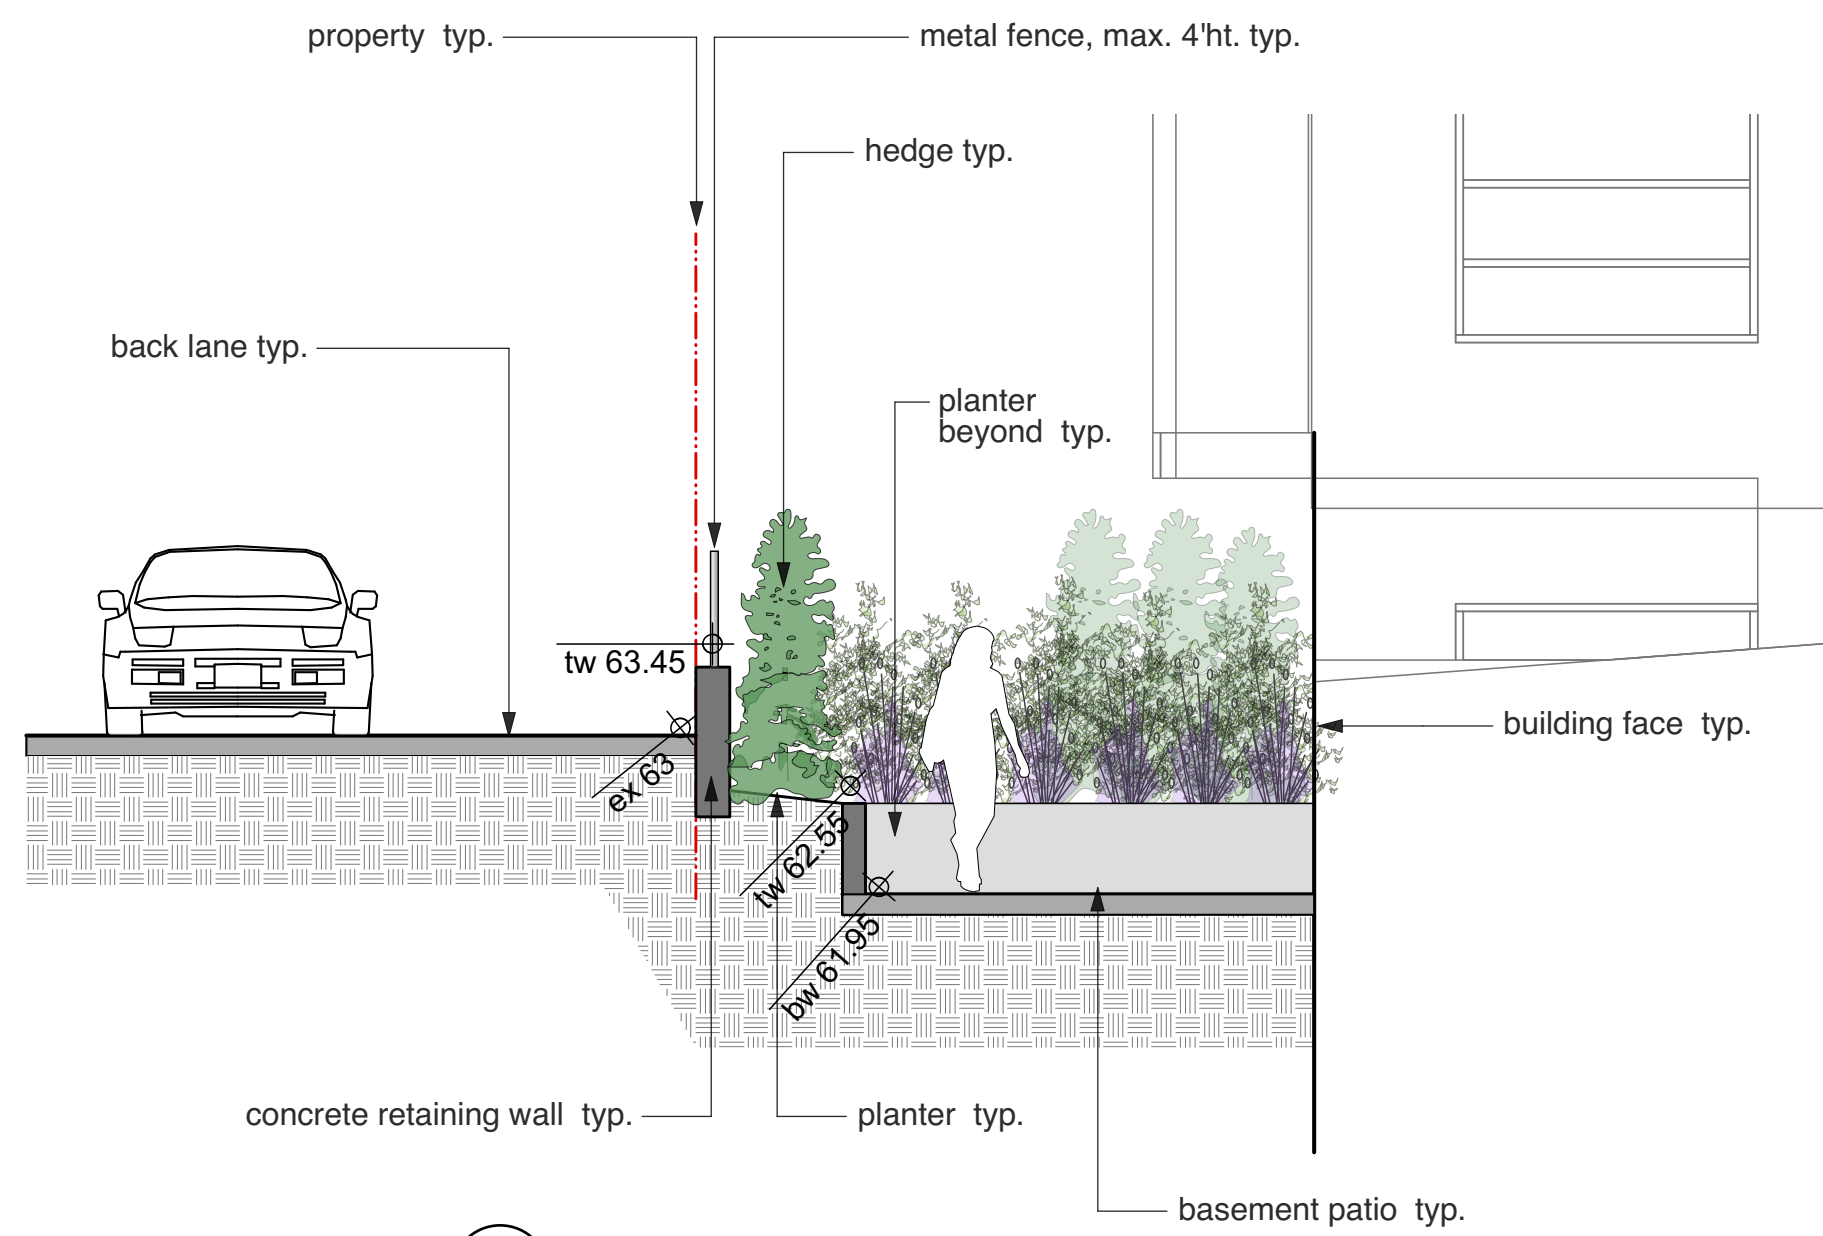 property typ.
metal fence, max. 4'ht. typ.
hedge typ.
back lane typ.
planter
beyond typ.
tw 63.45
building face typ.
ex 63
tw 62.55
bw 61.95
concrete retaining wall typ.
planter typ.
basement patio typ.